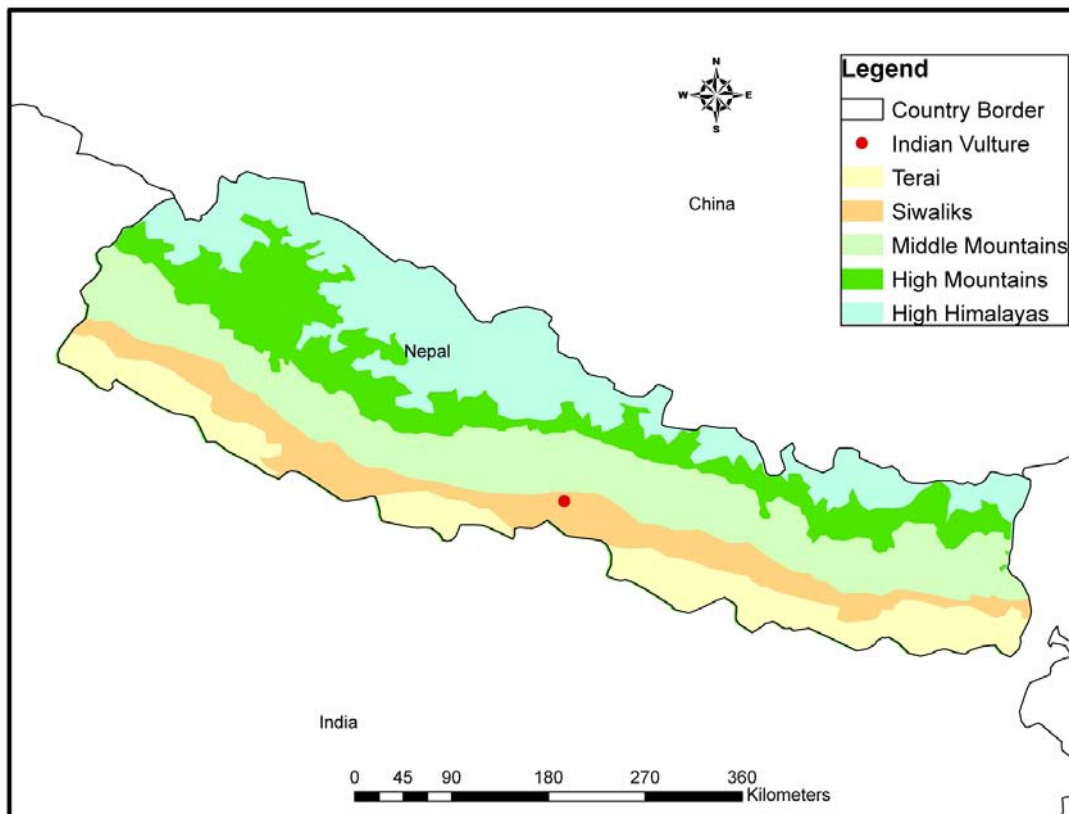 N
W E
S
Legend
Country Border
Indian Vulture
Terai
Siwaliks
Middle Mountains
High Mountains
High Himalayas
China
Nepal
India
0 45 90 180 270 360
Kilometers